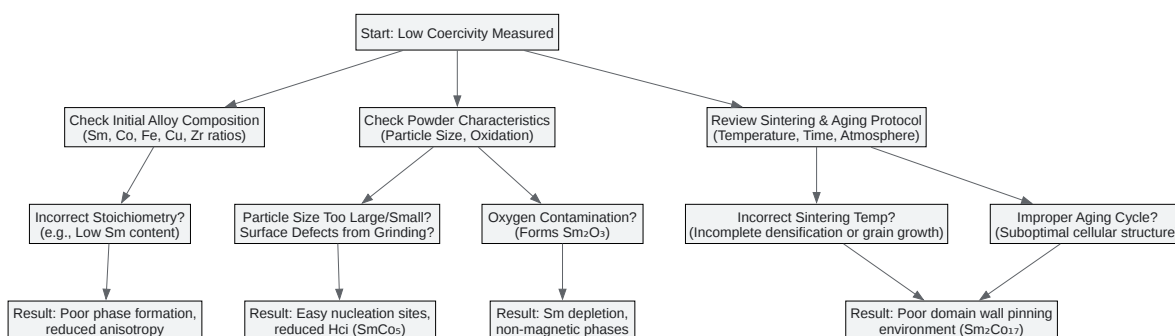 Start: Low Coercivity Measured
Check Initial Alloy Composition
(Sm, Co, Fe, Cu, Zr ratios)
Check Powder Characteristics
(Particle Size, Oxidation)
Review Sintering & Aging Protocol
(Temperature, Time, Atmosphere)
Incorrect Stoichiometry?
(e.g., Low Sm content)
Particle Size Too Large/Small?
Surface Defects from Grinding?
Oxygen Contamination?
(Forms Sm₂O₃)
Incorrect Sintering Temp?
(Incomplete densification or grain growth)
Improper Aging Cycle?
(Suboptimal cellular structure
Result: Poor phase formation,
reduced anisotropy
Result: Easy nucleation sites,
reduced Hci (SmCo₅)
Result: Sm depletion,
non-magnetic phases
Result: Poor domain wall pinning
environment (Sm₂Co₁₇)